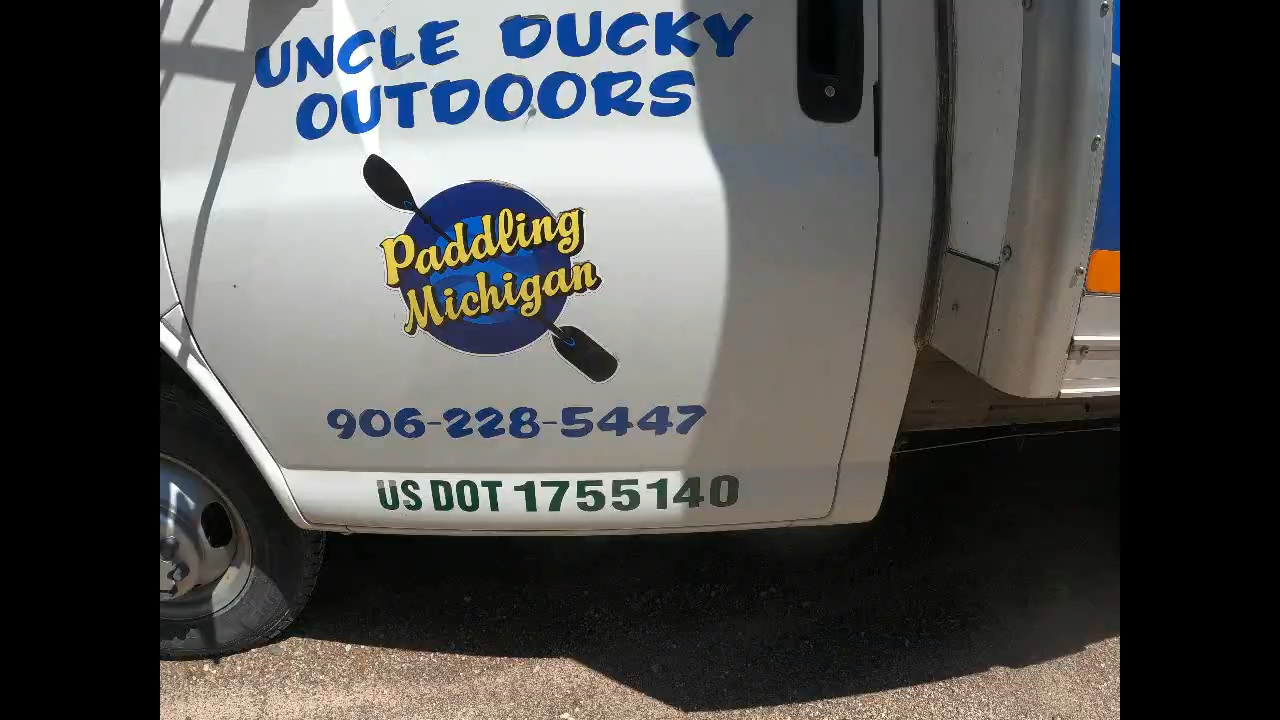 UNCLE DUCKY
OUTDOORS
Paddling
Michigan
906-228-5447
US DOT 1755140